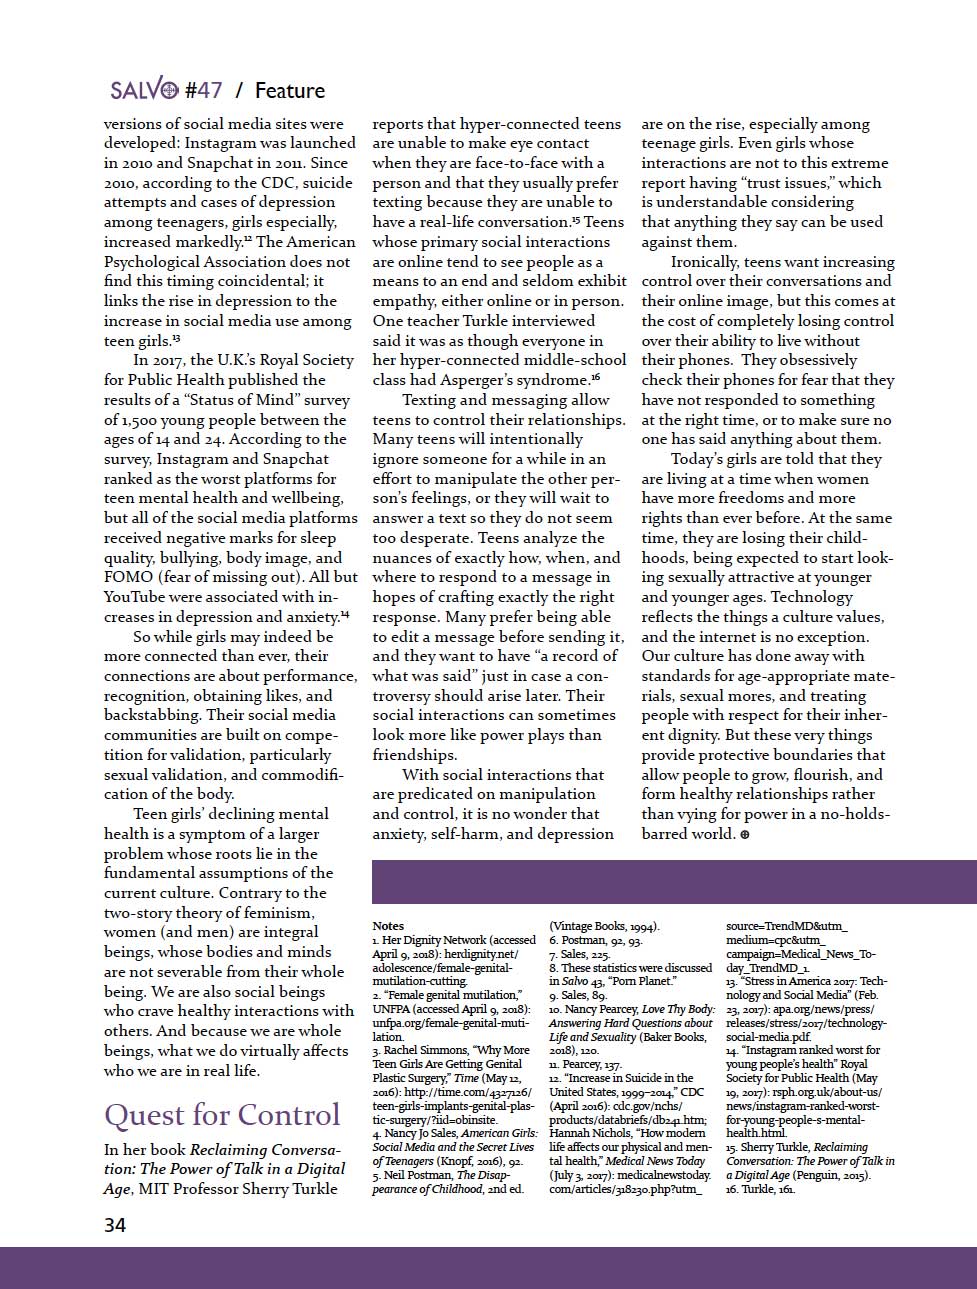 SALVO #47 / Feature
versions of social media sites were
developed: Instagram was launched
in 2010 and Snapchat in 2011. Since
2010, according to the CDC, suicide
attempts and cases of depression
among teenagers, girls especially,
increased markedly.¹² The American
Psychological Association does not
find this timing coincidental; it
links the rise in depression to the
increase in social media use among
teen girls.¹³
In 2017, the U.K.’s Royal Society
for Public Health published the
results of a “Status of Mind” survey
of 1,500 young people between the
ages of 14 and 24. According to the
survey, Instagram and Snapchat
ranked as the worst platforms for
teen mental health and wellbeing,
but all of the social media platforms
received negative marks for sleep
quality, bullying, body image, and
FOMO (fear of missing out). All but
YouTube were associated with in-
creases in depression and anxiety.¹⁴
So while girls may indeed be
more connected than ever, their
connections are about performance,
recognition, obtaining likes, and
backstabbing. Their social media
communities are built on compe-
tition for validation, particularly
sexual validation, and commodifi-
cation of the body.
Teen girls’ declining mental
health is a symptom of a larger
problem whose roots lie in the
fundamental assumptions of the
current culture. Contrary to the
two-story theory of feminism,
women (and men) are integral
beings, whose bodies and minds
are not severable from their whole
being. We are also social beings
who crave healthy interactions with
others. And because we are whole
beings, what we do virtually affects
who we are in real life.
Quest for Control
In her book Reclaiming Conversa-
tion: The Power of Talk in a Digital
Age, MIT Professor Sherry Turkle
reports that hyper-connected teens
are unable to make eye contact
when they are face-to-face with a
person and that they usually prefer
texting because they are unable to
have a real-life conversation.¹⁵ Teens
whose primary social interactions
are online tend to see people as a
means to an end and seldom exhibit
empathy, either online or in person.
One teacher Turkle interviewed
said it was as though everyone in
her hyper-connected middle-school
class had Asperger’s syndrome.¹⁶
Texting and messaging allow
teens to control their relationships.
Many teens will intentionally
ignore someone for a while in an
effort to manipulate the other per-
son’s feelings, or they will wait to
answer a text so they do not seem
too desperate. Teens analyze the
nuances of exactly how, when, and
where to respond to a message in
hopes of crafting exactly the right
response. Many prefer being able
to edit a message before sending it,
and they want to have “a record of
what was said” just in case a con-
troversy should arise later. Their
social interactions can sometimes
look more like power plays than
friendships.
With social interactions that
are predicated on manipulation
and control, it is no wonder that
anxiety, self-harm, and depression
are on the rise, especially among
teenage girls. Even girls whose
interactions are not to this extreme
report having “trust issues,” which
is understandable considering
that anything they say can be used
against them.
Ironically, teens want increasing
control over their conversations and
their online image, but this comes at
the cost of completely losing control
over their ability to live without
their phones. They obsessively
check their phones for fear that they
have not responded to something
at the right time, or to make sure no
one has said anything about them.
Today’s girls are told that they
are living at a time when women
have more freedoms and more
rights than ever before. At the same
time, they are losing their child-
hoods, being expected to start look-
ing sexually attractive at younger
and younger ages. Technology
reflects the things a culture values,
and the internet is no exception.
Our culture has done away with
standards for age-appropriate mate-
rials, sexual mores, and treating
people with respect for their inher-
ent dignity. But these very things
provide protective boundaries that
allow people to grow, flourish, and
form healthy relationships rather
than vying for power in a no-holds-
barred world.
Notes
1. Her Dignity Network (accessed
April 9, 2018): herdignity.net/
adolescence/female-genital-
mutilation-cutting.
2. “Female genital mutilation,”
UNFPA (accessed April 9, 2018):
unfpa.org/female-genital-muti-
lation.
3. Rachel Simmons, “Why More
Teen Girls Are Getting Genital
Plastic Surgery,” Time (May 12,
2016): http://time.com/4327126/
teen-girls-implants-genital-plas-
tic-surgery/?iid=obinsite.
4. Nancy Jo Sales, American Girls:
Social Media and the Secret Lives
of Teenagers (Knopf, 2016), 92.
5. Neil Postman, The Disap-
pearance of Childhood, 2nd ed.
(Vintage Books, 1994).
6. Postman, 92, 93.
7. Sales, 225.
8. These statistics were discussed
in Salvo 43, “Porn Planet.”
9. Sales, 89.
10. Nancy Pearcey, Love Thy Body:
Answering Hard Questions about
Life and Sexuality (Baker Books,
2018), 120.
11. Pearcey, 137.
12. “Increase in Suicide in the
United States, 1999–2014,” CDC
(April 2016): cdc.gov/nchs/
products/databriefs/db241.htm;
Hannah Nichols, “How modern
life affects our physical and men-
tal health,” Medical News Today
(July 3, 2017): medicalnewstoday.
com/articles/318230.php?utm_
source=TrendMD&utm_
medium=cpc&utm_
campaign=Medical_News_To-
day_TrendMD_1.
13. “Stress in America 2017: Tech-
nology and Social Media” (Feb.
23, 2017): apa.org/news/press/
releases/stress/2017/technology-
social-media.pdf.
14. “Instagram ranked worst for
young people’s health” Royal
Society for Public Health (May
19, 2017): rsph.org.uk/about-us/
news/instagram-ranked-worst-
for-young-people-s-mental-
health.html.
15. Sherry Turkle, Reclaiming
Conversation: The Power of Talk in
a Digital Age (Penguin, 2015).
16. Turkle, 161.
34